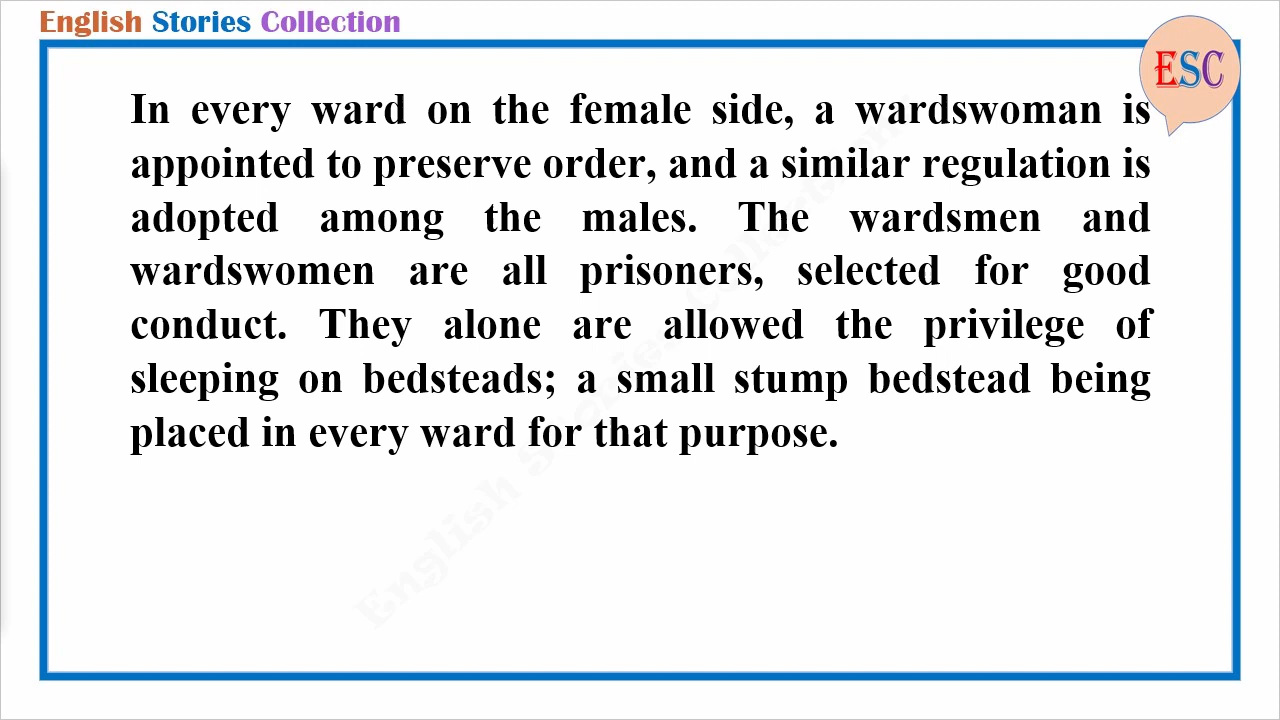 English Stories Collection
ESC
In every ward on the female side, a wardswoman is
appointed to preserve order, and a similar regulation is
adopted among the males. The wardsmen and
wardswomen are all prisoners, selected for good
conduct. They alone are allowed the privilege of
sleeping on bedsteads; a small stump bedstead being
placed in every ward for that purpose.
English Stories Collection